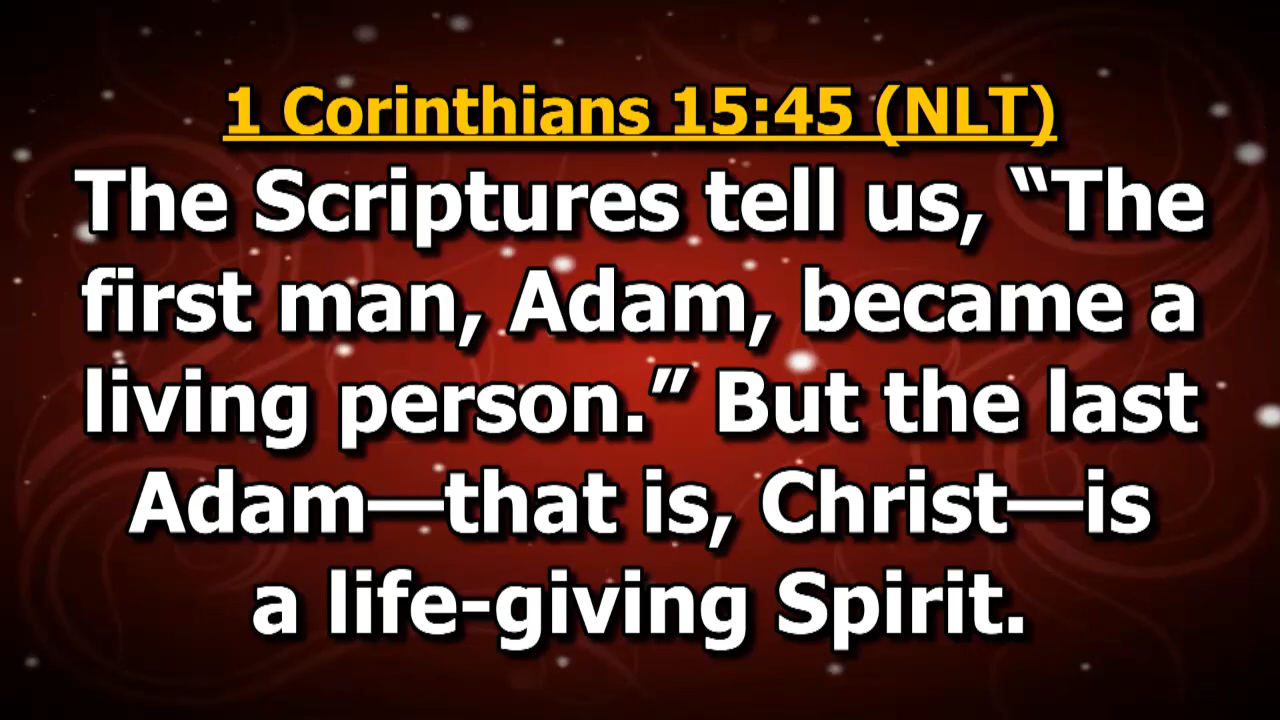 1 Corinthians 15:45 (NLT)
The Scriptures tell us, “The
first man, Adam, became a
living person.” But the last
Adam—that is, Christ—is
a life-giving Spirit.